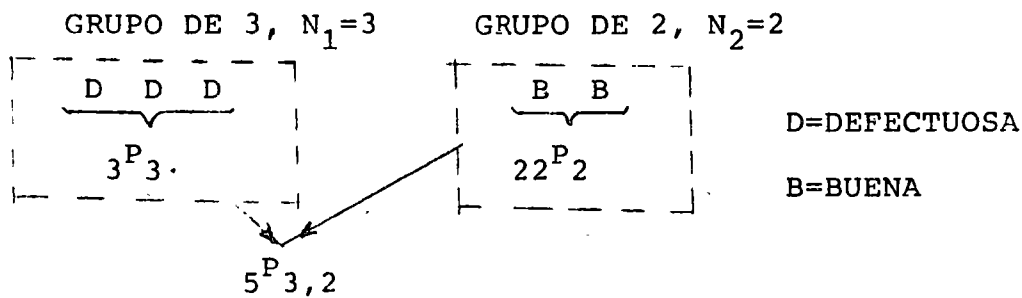 GRUPO DE 3, N₁=3 GRUPO DE 2, N₂=2
D D D B B
D=DEFECTUOSA
₃P₃. ₂₂P₂
B=BUENA
₅P₃,₂